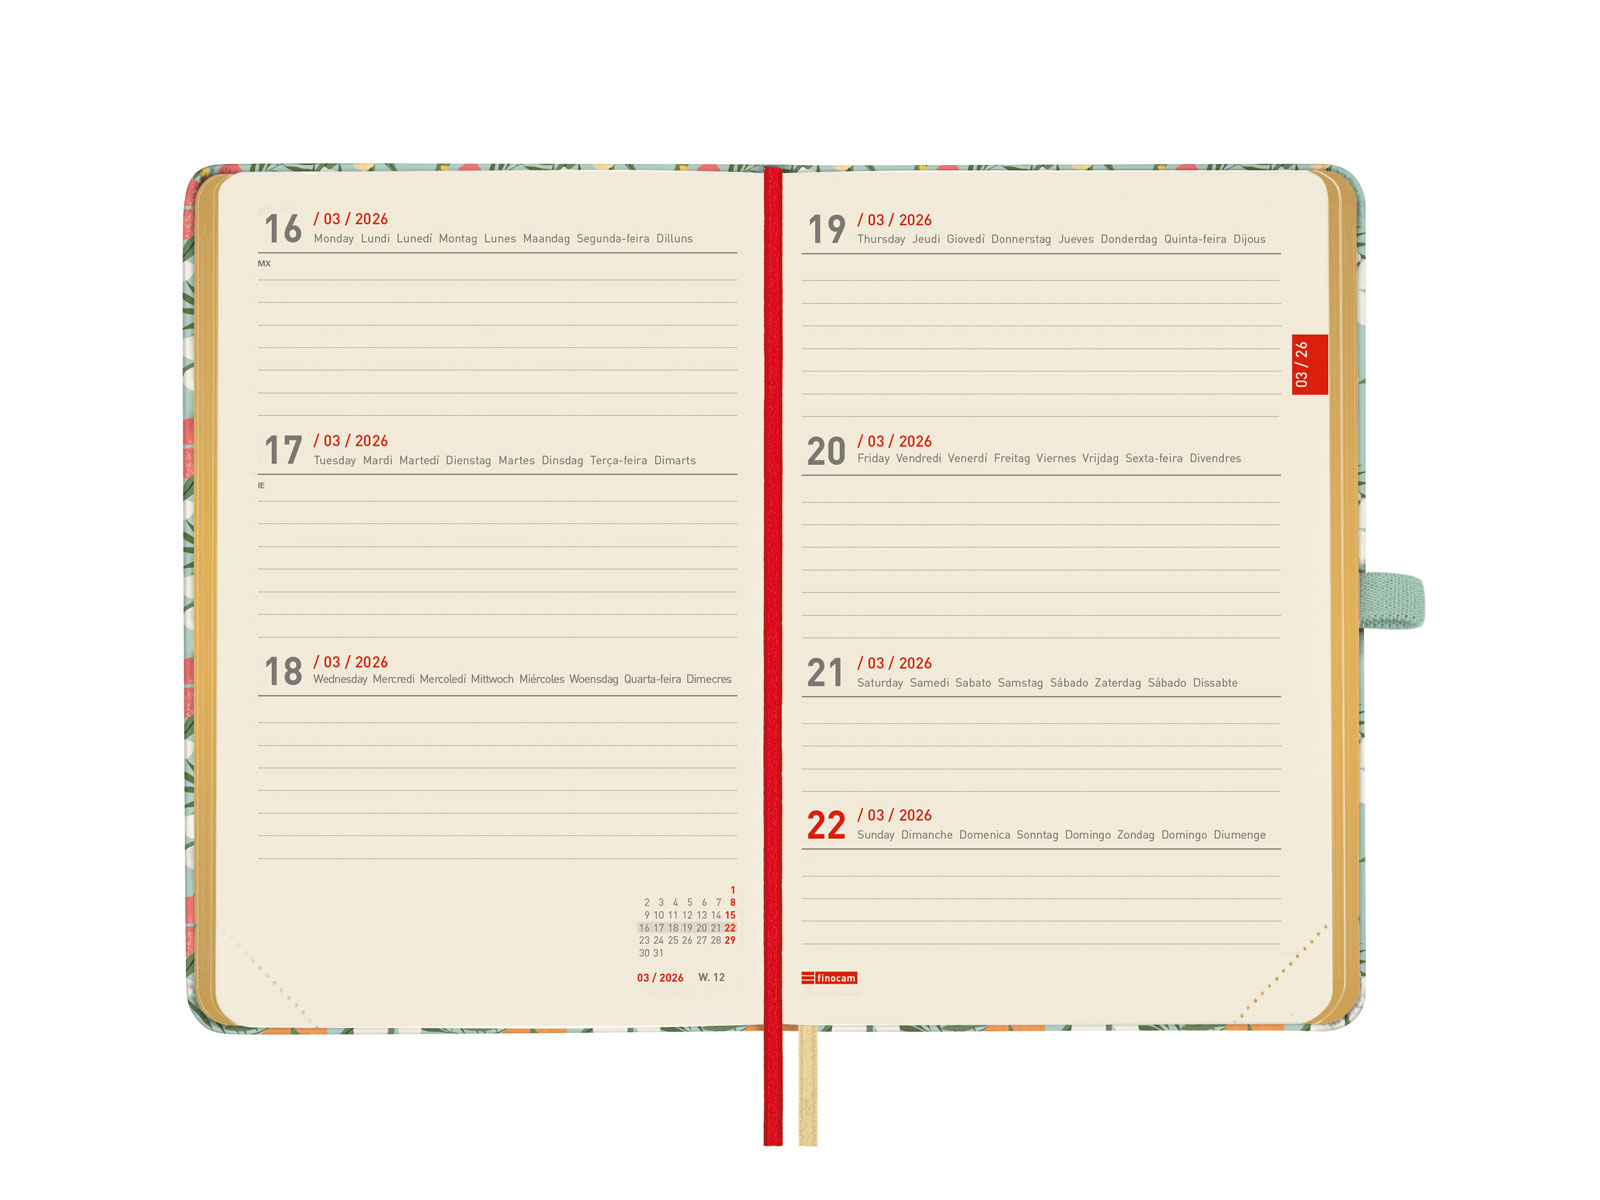 16 / 03 / 2026
Monday Lundi Lunedì Montag Lunes Maandag Segunda-feira Dilluns
MX
17 / 03 / 2026
Tuesday Mardi Martedì Dienstag Martes Dinsdag Terça-feira Dimarts
IE
18 / 03 / 2026
Wednesday Mercredi Mercoledì Mittwoch Miércoles Woensdag Quarta-feira Dimecres
1
2 3 4 5 6 7 8
9 10 11 12 13 14 15
16 17 18 19 20 21 22
23 24 25 26 27 28 29
30 31
03 / 2026 W. 12
19 / 03 / 2026
Thursday Jeudi Giovedì Donnerstag Jueves Donderdag Quinta-feira Dijous
03 / 26
20 / 03 / 2026
Friday Vendredi Venerdì Freitag Viernes Vrijdag Sexta-feira Divendres
21 / 03 / 2026
Saturday Samedi Sabato Samstag Sábado Zaterdag Sábado Dissabte
22 / 03 / 2026
Sunday Dimanche Domenica Sonntag Domingo Zondag Domingo Diumenge
finocam